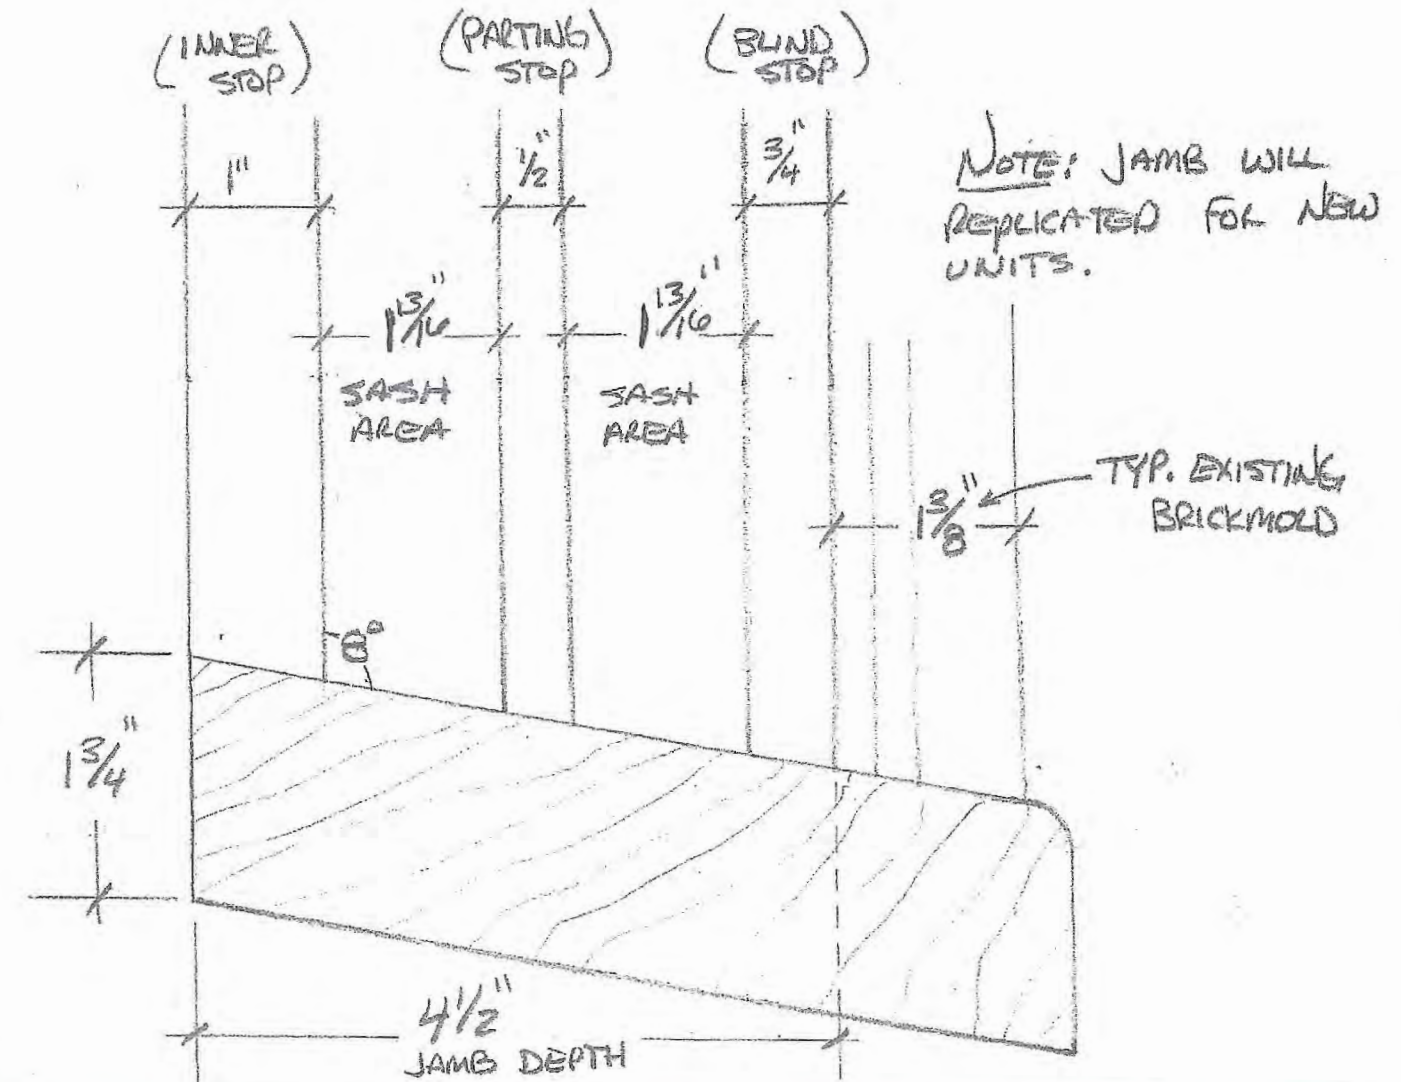 (INNER
STOP)
(PARTING
STOP)
(BLIND
STOP)
1"
1/2"
3/4"
NOTE: JAMB WILL
REPLICATED FOR NEW
UNITS.
1 13/16"
1 13/16"
SASH
AREA
SASH
AREA
TYP. EXISTING
BRICKMOLD
1 3/8"
8°
1 3/4"
4 1/2"
JAMB DEPTH